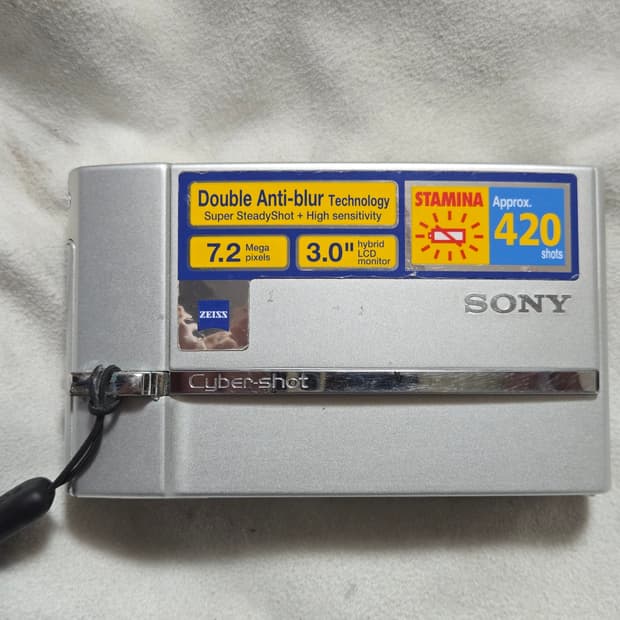 Double Anti-blur Technology
Super SteadyShot + High sensitivity
7.2 Mega pixels
3.0" hybrid LCD monitor
STAMINA
Approx.
420
shots
ZEISS
SONY
Cyber-shot